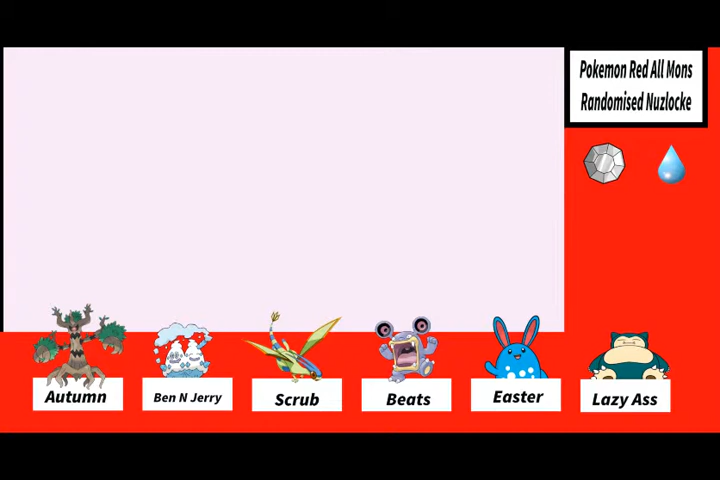 Pokemon Red All Mons
Randomised Nuzlocke
Autumn
Ben N Jerry
Scrub
Beats
Easter
Lazy Ass